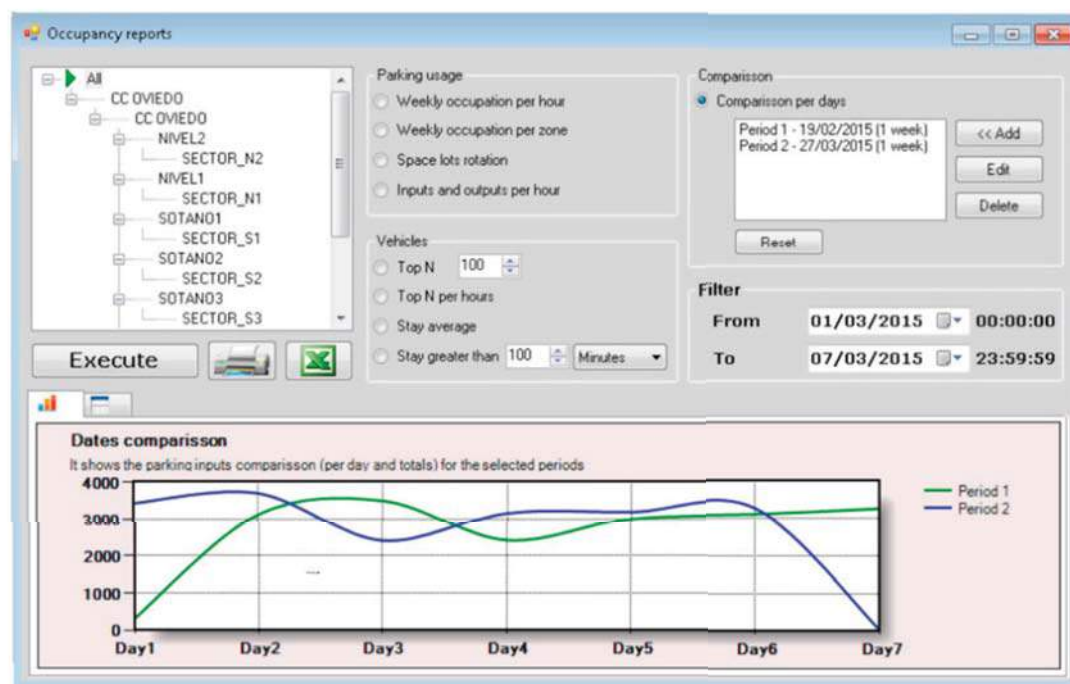 Occupancy reports
All
CC OVIEDO
CC OVIEDO
NIVEL2
SECTOR_N2
NIVEL1
SECTOR_N1
SOTANO1
SECTOR_S1
SOTANO2
SECTOR_S2
SOTANO3
SECTOR_S3
Execute
Parking usage
Weekly occupation per hour
Weekly occupation per zone
Space lots rotation
Inputs and outputs per hour
Vehicles
Top N 100
Top N per hours
Stay average
Stay greater than 100 Minutes
Comparisson
Comparisson per days
Period 1 - 19/02/2015 (1 week)
Period 2 - 27/03/2015 (1 week)
<< Add
Edit
Delete
Reset
Filter
From 01/03/2015 00:00:00
To 07/03/2015 23:59:59
Dates comparisson
It shows the parking inputs comparisson (per day and totals) for the selected periods
4000
3000
2000
1000
0
Day1 Day2 Day3 Day4 Day5 Day6 Day7
Period 1
Period 2